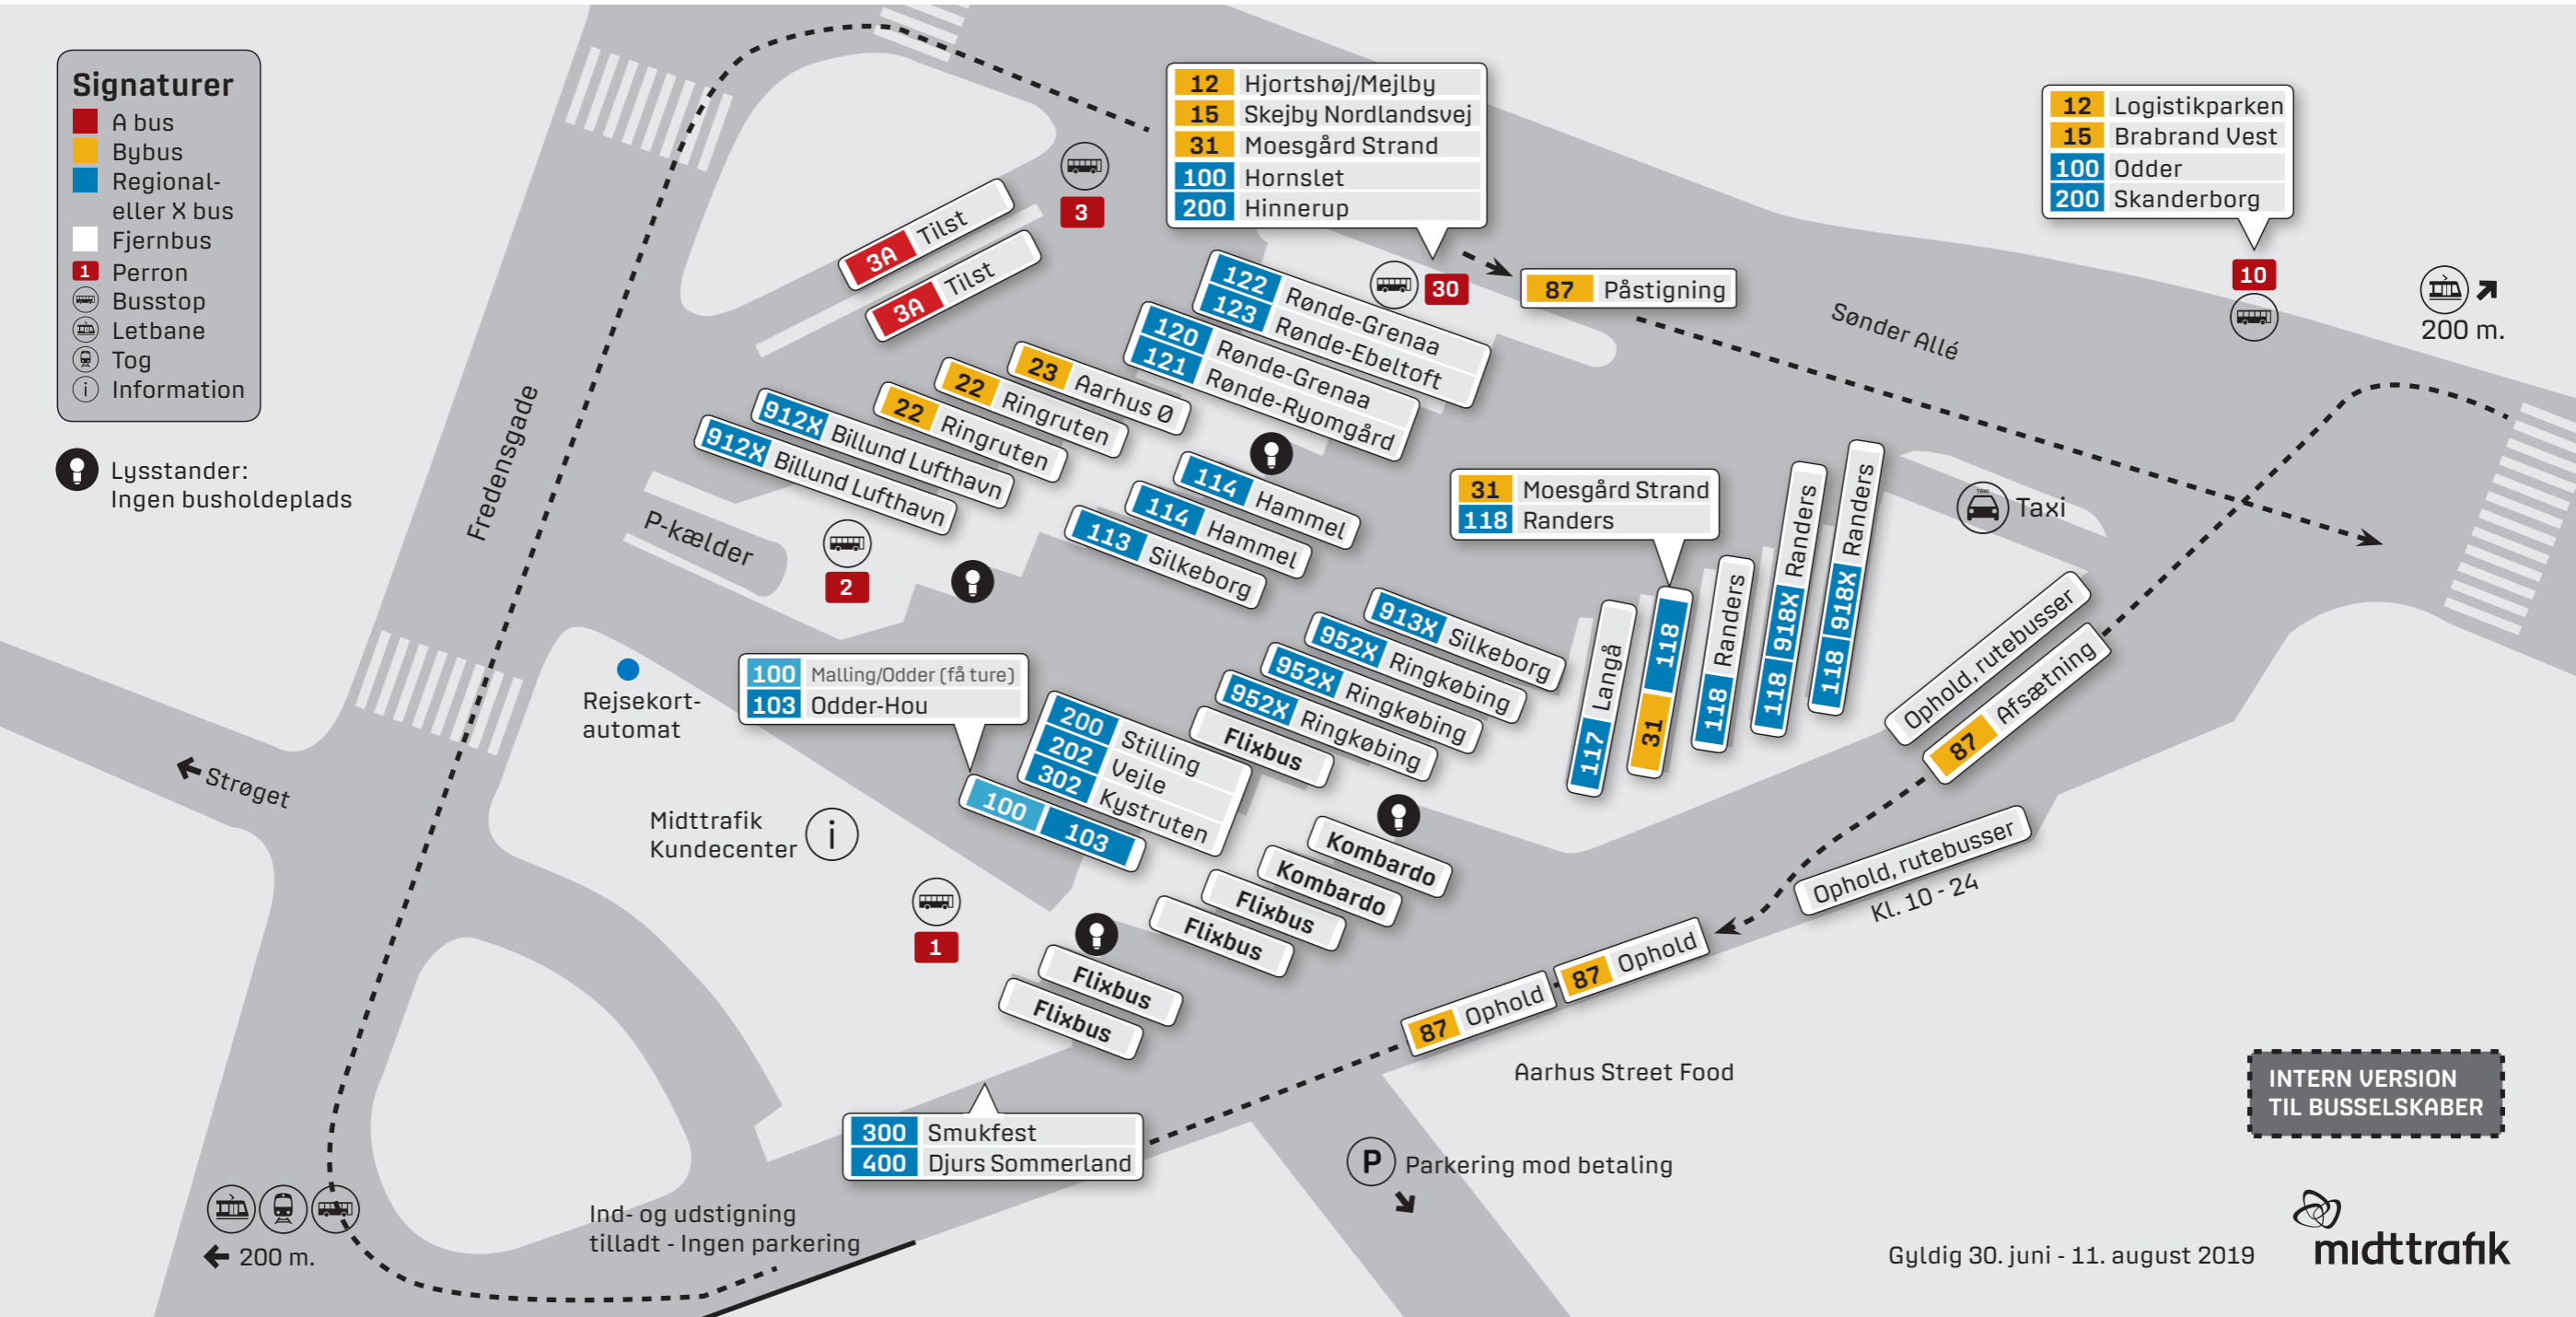 Signaturer
A bus
Bybus
Regional-
eller X bus
Fjernbus
1 Perron
Busstop
Letbane
Tog
i Information
Lysstander:
Ingen busholdeplads
12 Hjortshøj/Mejlby
15 Skejby Nordlandsvej
31 Moesgård Strand
100 Hornslet
200 Hinnerup
12 Logistikparken
15 Brabrand Vest
100 Odder
200 Skanderborg
10
200 m.
3
3A Tilst
3A Tilst
30
87 Påstigning
Sønder Allé
122 Rønde-Grenaa
123 Rønde-Ebeltoft
120 Rønde-Grenaa
121 Rønde-Ryomgård
23 Aarhus Ø
22 Ringruten
22 Ringruten
912X Billund Lufthavn
912X Billund Lufthavn
Fredensgade
P-kælder
2
114 Hammel
114 Hammel
113 Silkeborg
31 Moesgård Strand
118 Randers
TAXI
Taxi
913X Silkeborg
952X Ringkøbing
952X Ringkøbing
952X Ringkøbing
Flixbus
117 Langå
31 118
118 Randers
118 918X Randers
118 918X Randers
Ophold, rutebusser
87 Afsætning
Ophold, rutebusser
Kl. 10 - 24
Rejsekort-
automat
100 Malling/Odder (få ture)
103 Odder-Hou
200 Stilling
202 Vejle
302 Kystruten
100 103
Strøget
Midttrafik
Kundecenter
i
1
Kombardo
Kombardo
Flixbus
Flixbus
Flixbus
Flixbus
87 Ophold
87 Ophold
Aarhus Street Food
300 Smukfest
400 Djurs Sommerland
P Parkering mod betaling
INTERN VERSION
TIL BUSSELSKABER
200 m.
Ind- og udstigning
tilladt - Ingen parkering
Gyldig 30. juni - 11. august 2019
midttrafik